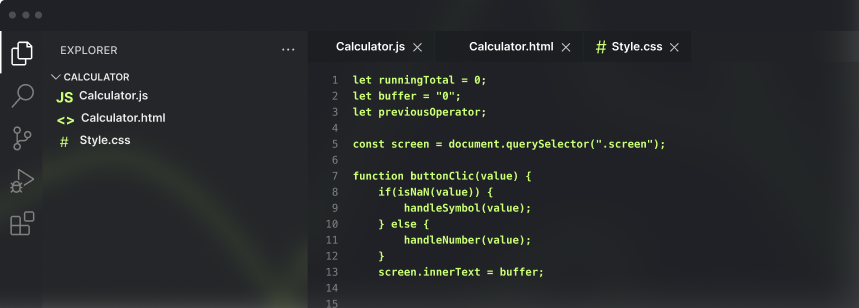 EXPLORER ...
CALCULATOR
JS Calculator.js
<> Calculator.html
# Style.css
Calculator.js
Calculator.html
# Style.css
1 let runningTotal = 0;
2 let buffer = "0";
3 let previousOperator;
4
5 const screen = document.querySelector(".screen");
6
7 function buttonClic(value) {
8 if(isNaN(value)) {
9 handleSymbol(value);
10 } else {
11 handleNumber(value);
12 }
13 screen.innerText = buffer;
14
15